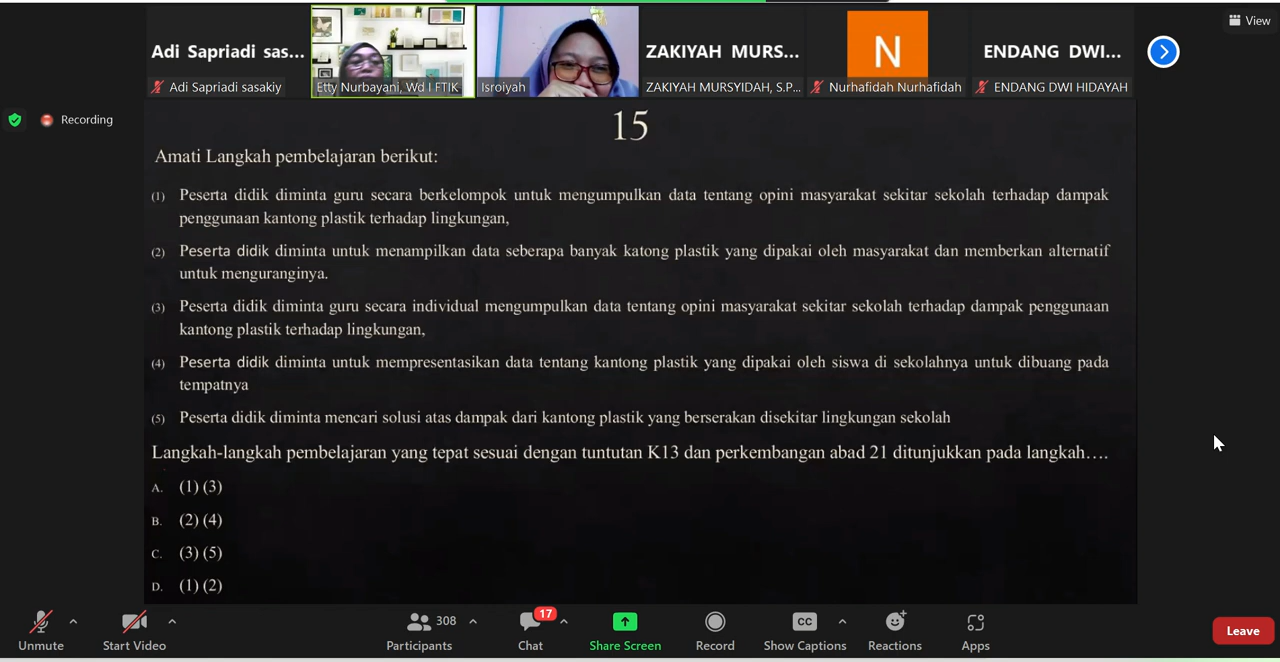 View
Adi Sapriadi sas...
ZAKIYAH MURS...
N
ENDANG DWI...
Adi Sapriadi sasakiy
Etty Nurbayani, Wd I FTIK
Isroiyah
ZAKIYAH MURSYIDAH, S.P...
Nurhafidah Nurhafidah
ENDANG DWI HIDAYAH
Recording
15
Amati Langkah pembelajaran berikut:
(1) Peserta didik diminta guru secara berkelompok untuk mengumpulkan data tentang opini masyarakat sekitar sekolah terhadap dampak
penggunaan kantong plastik terhadap lingkungan,
(2) Peserta didik diminta untuk menampilkan data seberapa banyak katong plastik yang dipakai oleh masyarakat dan memberkan alternatif
untuk menguranginya.
(3) Peserta didik diminta guru secara individual mengumpulkan data tentang opini masyarakat sekitar sekolah terhadap dampak penggunaan
kantong plastik terhadap lingkungan,
(4) Peserta didik diminta untuk mempresentasikan data tentang kantong plastik yang dipakai oleh siswa di sekolahnya untuk dibuang pada
tempatnya
(5) Peserta didik diminta mencari solusi atas dampak dari kantong plastik yang berserakan disekitar lingkungan sekolah
Langkah-langkah pembelajaran yang tepat sesuai dengan tuntutan K13 dan perkembangan abad 21 ditunjukkan pada langkah….
A. (1) (3)
B. (2) (4)
C. (3) (5)
D. (1) (2)
308
17
CC
Unmute
Start Video
Participants
Chat
Share Screen
Record
Show Captions
Reactions
Apps
Leave